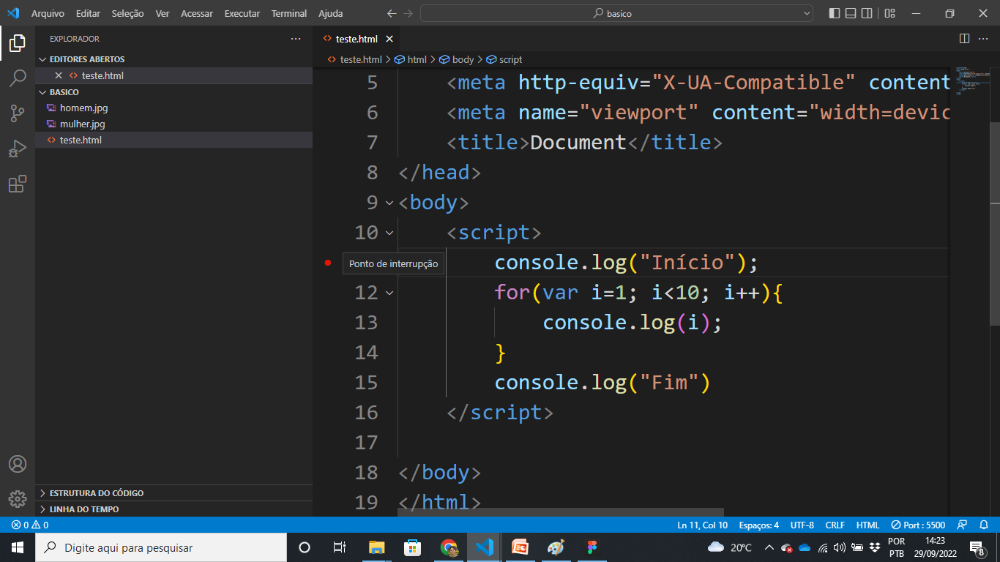 Arquivo Editar Seleção Ver Acessar Executar Terminal Ajuda
basico
EXPLORADOR
EDITORES ABERTOS
teste.html
BASICO
homem.jpg
mulher.jpg
teste.html
ESTRUTURA DO CÓDIGO
LINHA DO TEMPO
teste.html
teste.html > html > body > script
5 <meta http-equiv="X-UA-Compatible" content
6 <meta name="viewport" content="width=devic
7 <title>Document</title>
8 </head>
9 <body>
10 <script>
Ponto de interrupção
console.log("Início");
12 for(var i=1; i<10; i++){
13 console.log(i);
14 }
15 console.log("Fim")
16 </script>
17
18 </body>
19 </html>
0 0 Ln 11, Col 10 Espaços: 4 UTF-8 CRLF HTML Port : 5500
Digite aqui para pesquisar
20°C
POR
PTB
14:23
29/09/2022
8